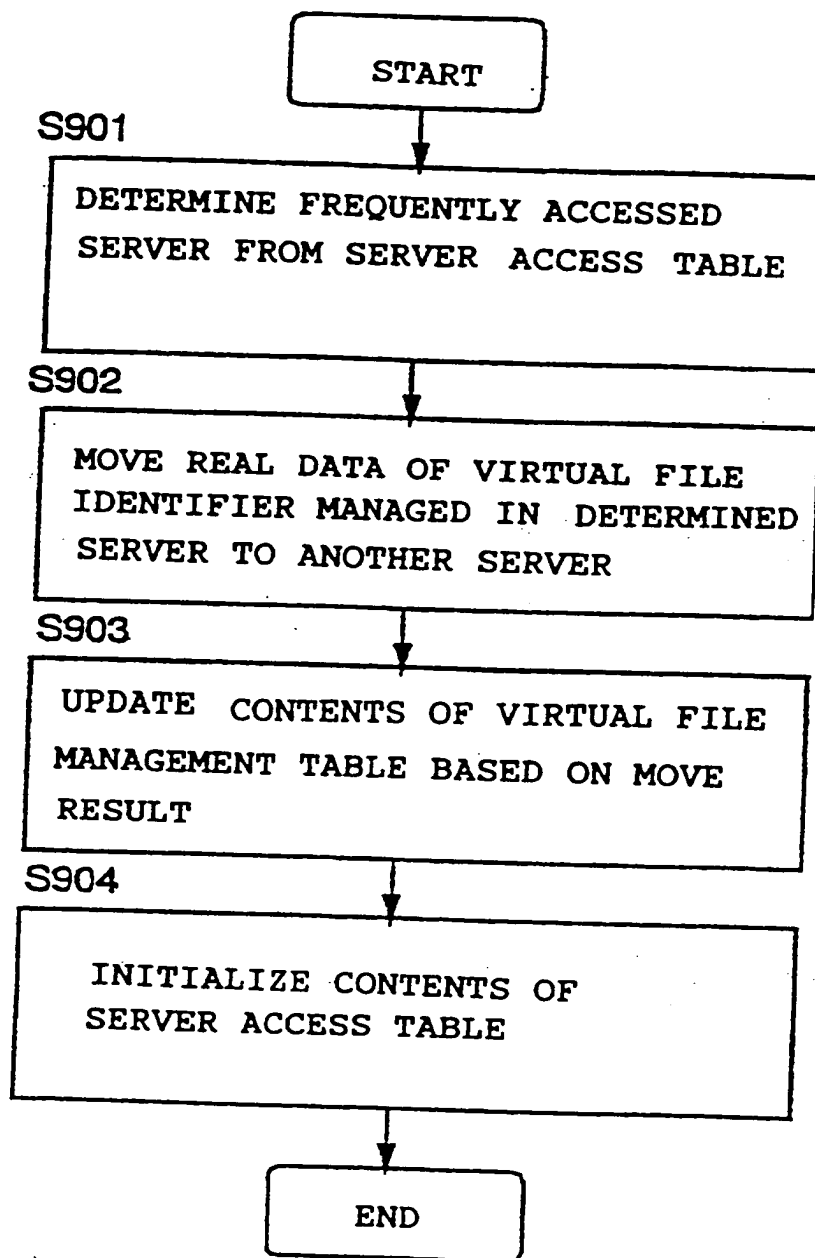 START
S901
DETERMINE FREQUENTLY ACCESSED
SERVER FROM SERVER ACCESS TABLE
S902
MOVE REAL DATA OF VIRTUAL FILE
IDENTIFIER MANAGED IN DETERMINED
SERVER TO ANOTHER SERVER
S903
UPDATE CONTENTS OF VIRTUAL FILE
MANAGEMENT TABLE BASED ON MOVE
RESULT
S904
INITIALIZE CONTENTS OF
SERVER ACCESS TABLE
END